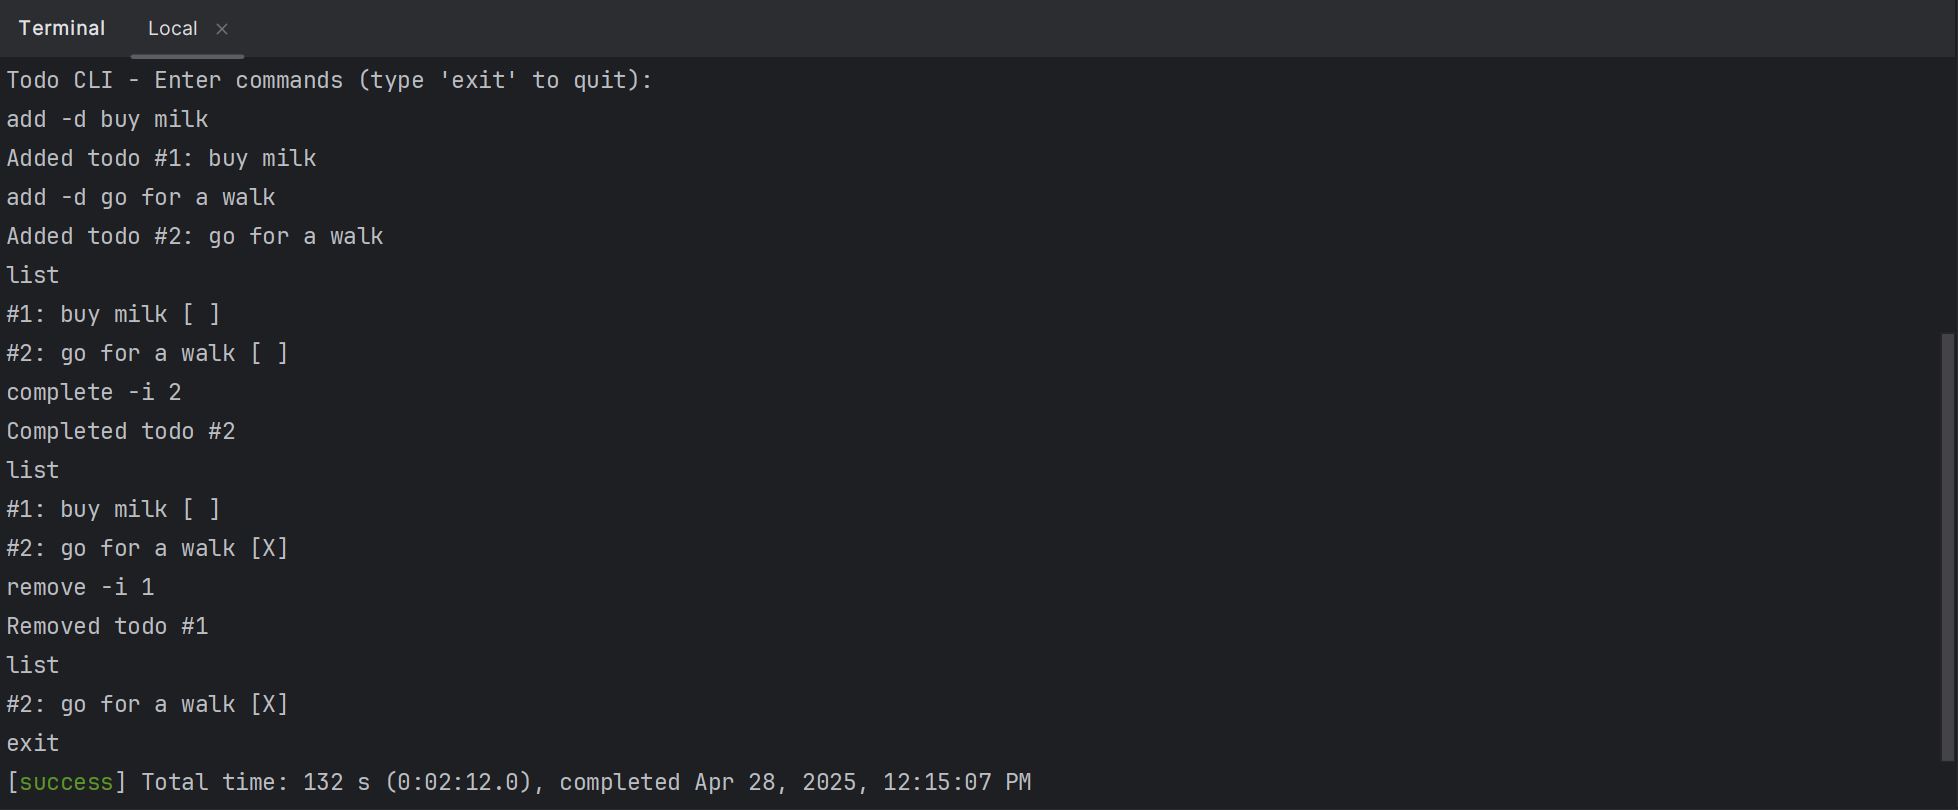 Terminal Local ×
Todo CLI - Enter commands (type 'exit' to quit):
add -d buy milk
Added todo #1: buy milk
add -d go for a walk
Added todo #2: go for a walk
list
#1: buy milk [ ]
#2: go for a walk [ ]
complete -i 2
Completed todo #2
list
#1: buy milk [ ]
#2: go for a walk [X]
remove -i 1
Removed todo #1
list
#2: go for a walk [X]
exit
[success] Total time: 132 s (0:02:12.0), completed Apr 28, 2025, 12:15:07 PM